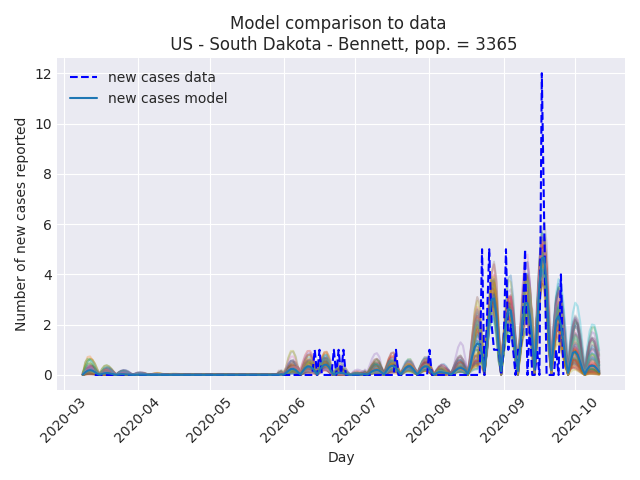 Model comparison to data
US - South Dakota - Bennett, pop. = 3365
new cases data
new cases model
Number of new cases reported
12
10
8
6
4
2
0
2020-03
2020-04
2020-05
2020-06
2020-07
2020-08
2020-09
2020-10
Day